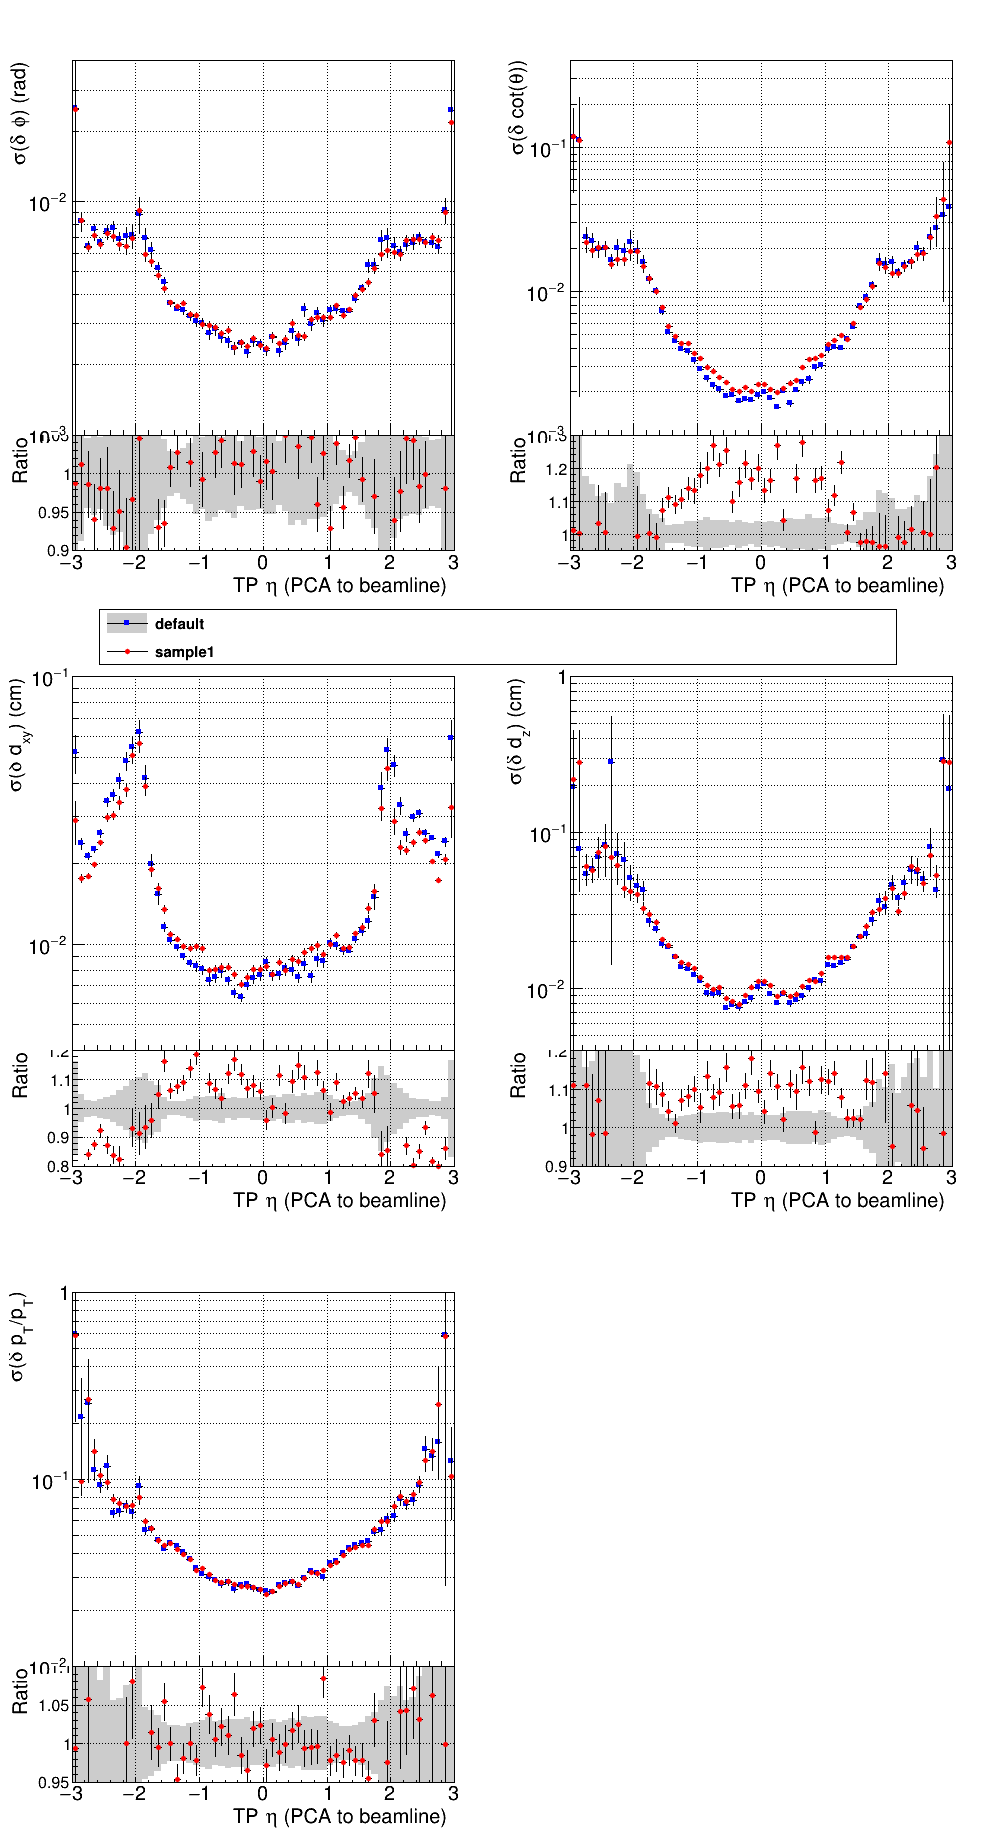 σ(δ φ) (rad)
10⁻²
10⁻³
Ratio
1
0.95
0.9
−3 −2 −1 0 1 2 3
TP η (PCA to beamline)
σ(δ cot(θ))
10⁻¹
10⁻²
10⁻³
Ratio
1.2
1.1
1
−3 −2 −1 0 1 2 3
TP η (PCA to beamline)
default
sample1
σ(δ d_xy) (cm)
10⁻¹
10⁻²
Ratio
1.2
1.1
1
0.9
0.8
−3 −2 −1 0 1 2 3
TP η (PCA to beamline)
σ(δ d_z) (cm)
1
10⁻¹
10⁻²
Ratio
1.2
1.1
1
0.9
−3 −2 −1 0 1 2 3
TP η (PCA to beamline)
σ(δ p_T/p_T)
1
10⁻¹
10⁻²
Ratio
1.05
1
0.95
−3 −2 −1 0 1 2 3
TP η (PCA to beamline)